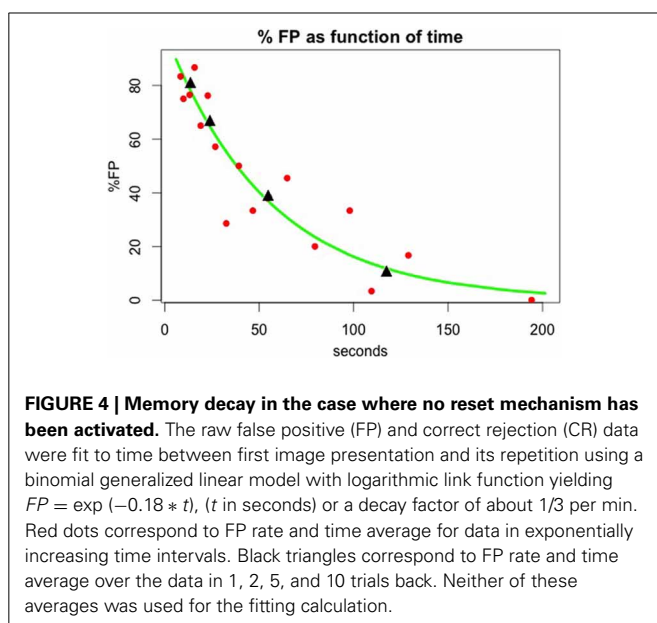 % FP as function of time
80
60
40
20
0
%FP
0 50 100 150 200
seconds
FIGURE 4 | Memory decay in the case where no reset mechanism has
been activated. The raw false positive (FP) and correct rejection (CR) data
were fit to time between first image presentation and its repetition using a
binomial generalized linear model with logarithmic link function yielding
FP = exp (−0.18 * t), (t in seconds) or a decay factor of about 1/3 per min.
Red dots correspond to FP rate and time average for data in exponentially
increasing time intervals. Black triangles correspond to FP rate and time
average over the data in 1, 2, 5, and 10 trials back. Neither of these
averages was used for the fitting calculation.